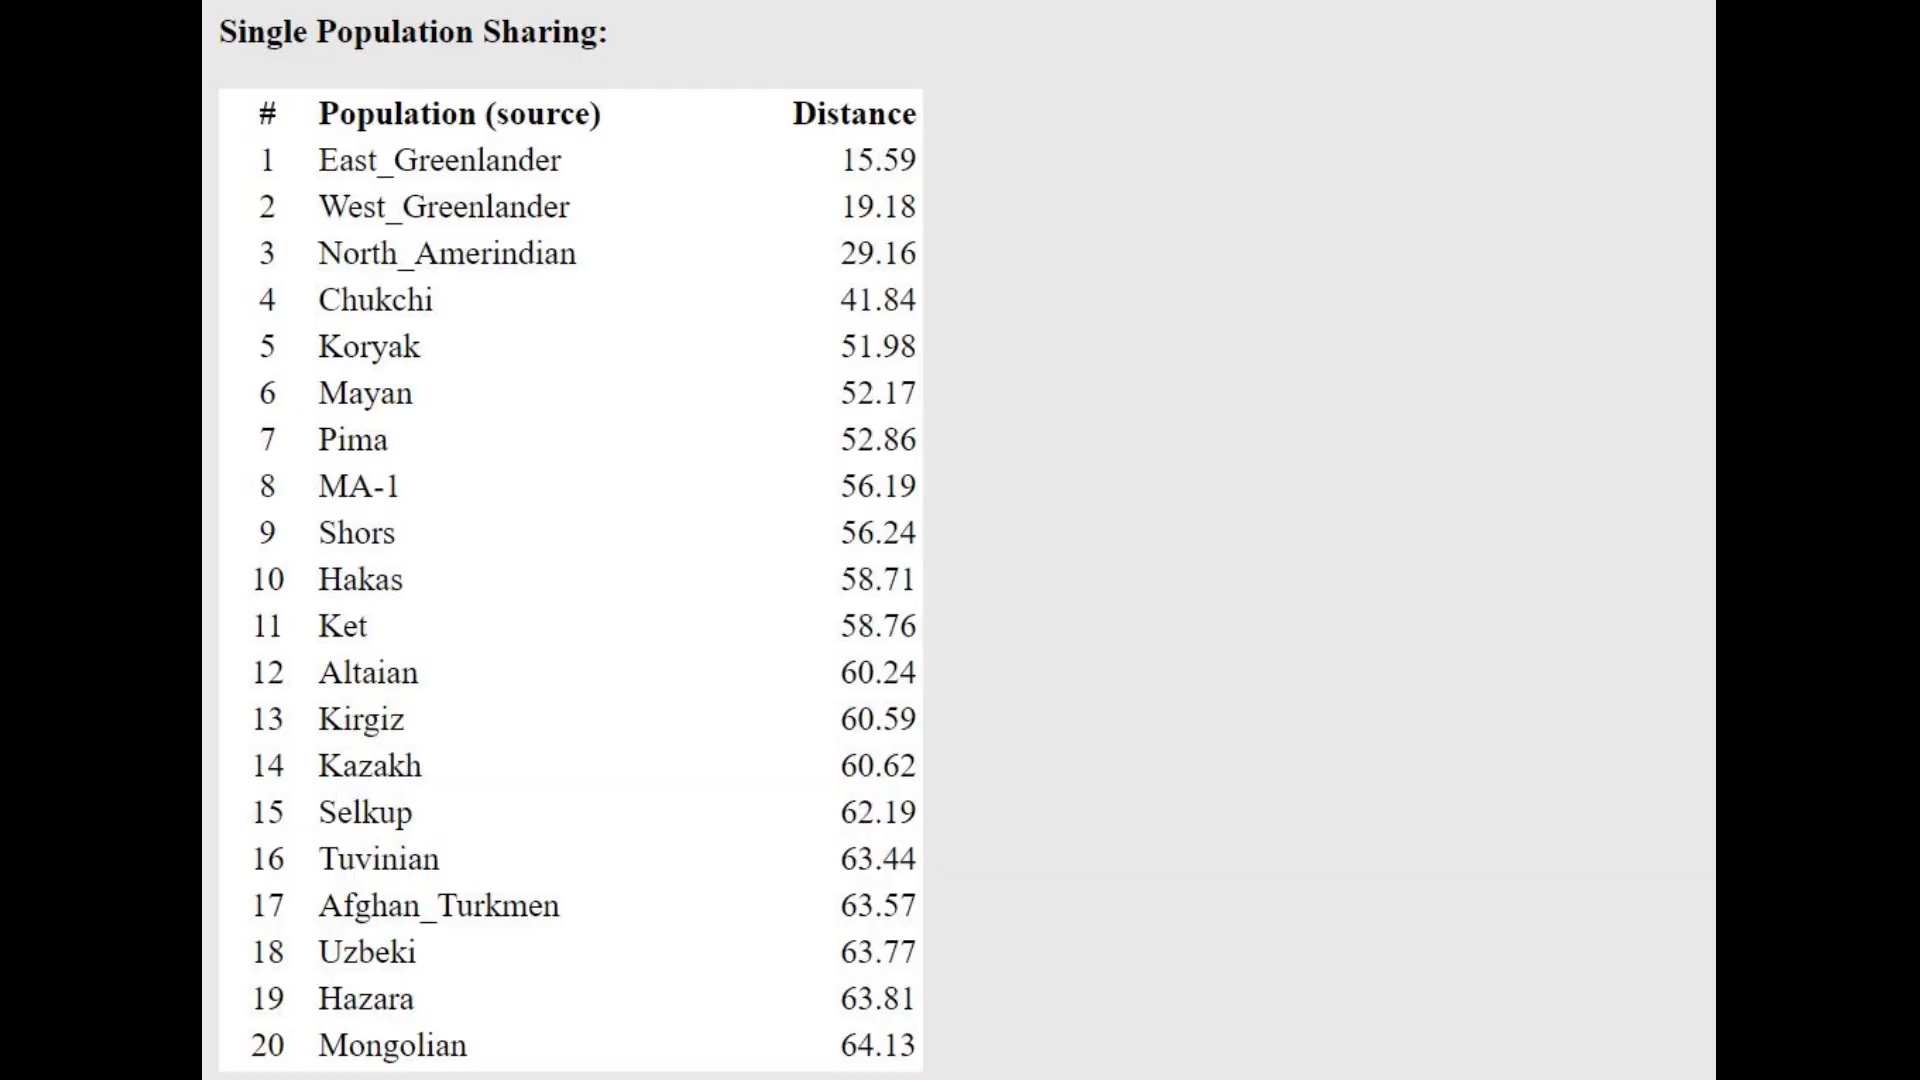 Single Population Sharing:
# Population (source) Distance
1 East_Greenlander 15.59
2 West_Greenlander 19.18
3 North_Amerindian 29.16
4 Chukchi 41.84
5 Koryak 51.98
6 Mayan 52.17
7 Pima 52.86
8 MA-1 56.19
9 Shors 56.24
10 Hakas 58.71
11 Ket 58.76
12 Altaian 60.24
13 Kirgiz 60.59
14 Kazakh 60.62
15 Selkup 62.19
16 Tuvinian 63.44
17 Afghan_Turkmen 63.57
18 Uzbeki 63.77
19 Hazara 63.81
20 Mongolian 64.13